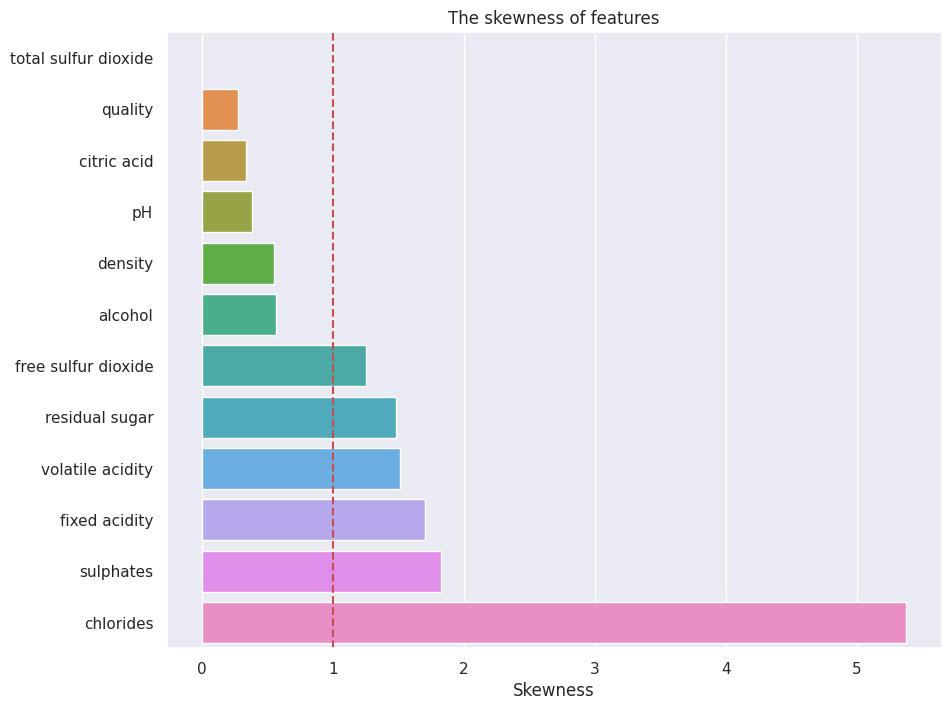 The skewness of features
total sulfur dioxide
quality
citric acid
pH
density
alcohol
free sulfur dioxide
residual sugar
volatile acidity
fixed acidity
sulphates
chlorides
0 1 2 3 4 5
Skewness